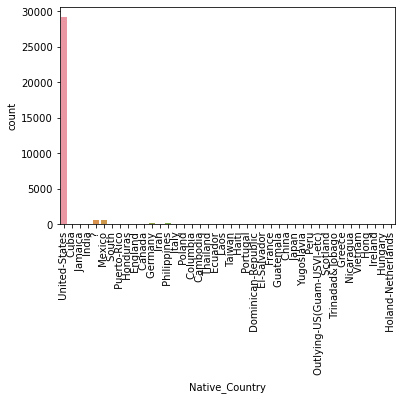 30000
25000
20000
15000
10000
5000
0
count
United-States
Cuba
Jamaica
India
?
Mexico
South
Puerto-Rico
Honduras
England
Canada
Germany
Iran
Philippines
Italy
Poland
Columbia
Cambodia
Thailand
Ecuador
Laos
Taiwan
Haiti
Portugal
Dominican-Republic
El-Salvador
France
Guatemala
China
Japan
Yugoslavia
Peru
Outlying-US(Guam-USVI-etc)
Scotland
Trinadad&Tobago
Greece
Nicaragua
Vietnam
Hong
Ireland
Hungary
Holand-Netherlands
Native_Country